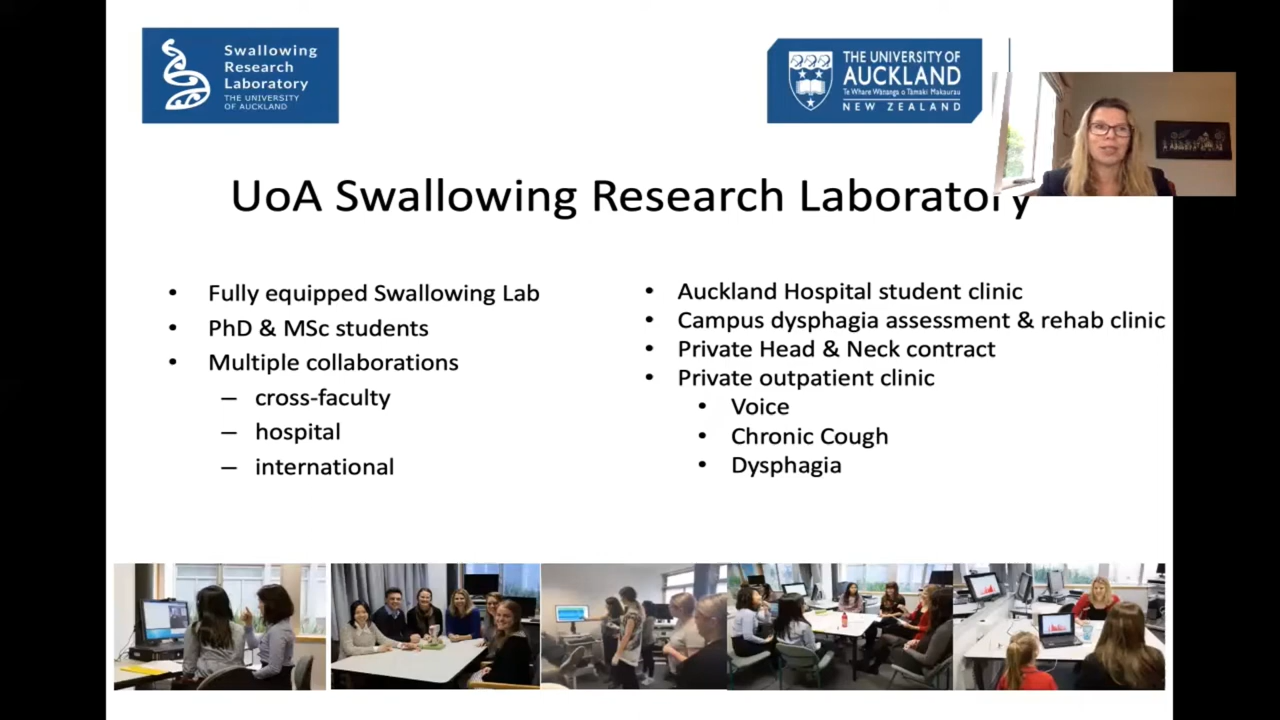 Swallowing
Research
Laboratory
THE UNIVERSITY
OF AUCKLAND
THE UNIVERSITY OF
AUCKLAND
Te Whare Wānanga o Tāmaki Makaurau
NEW ZEALAND
UoA Swallowing Research Laboratory
• Fully equipped Swallowing Lab
• PhD & MSc students
• Multiple collaborations
– cross-faculty
– hospital
– international
• Auckland Hospital student clinic
• Campus dysphagia assessment & rehab clinic
• Private Head & Neck contract
• Private outpatient clinic
• Voice
• Chronic Cough
• Dysphagia